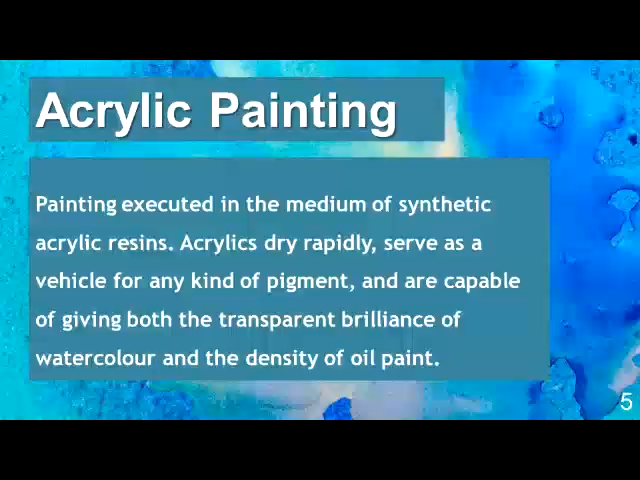 Acrylic Painting
Painting executed in the medium of synthetic
acrylic resins. Acrylics dry rapidly, serve as a
vehicle for any kind of pigment, and are capable
of giving both the transparent brilliance of
watercolour and the density of oil paint.
5